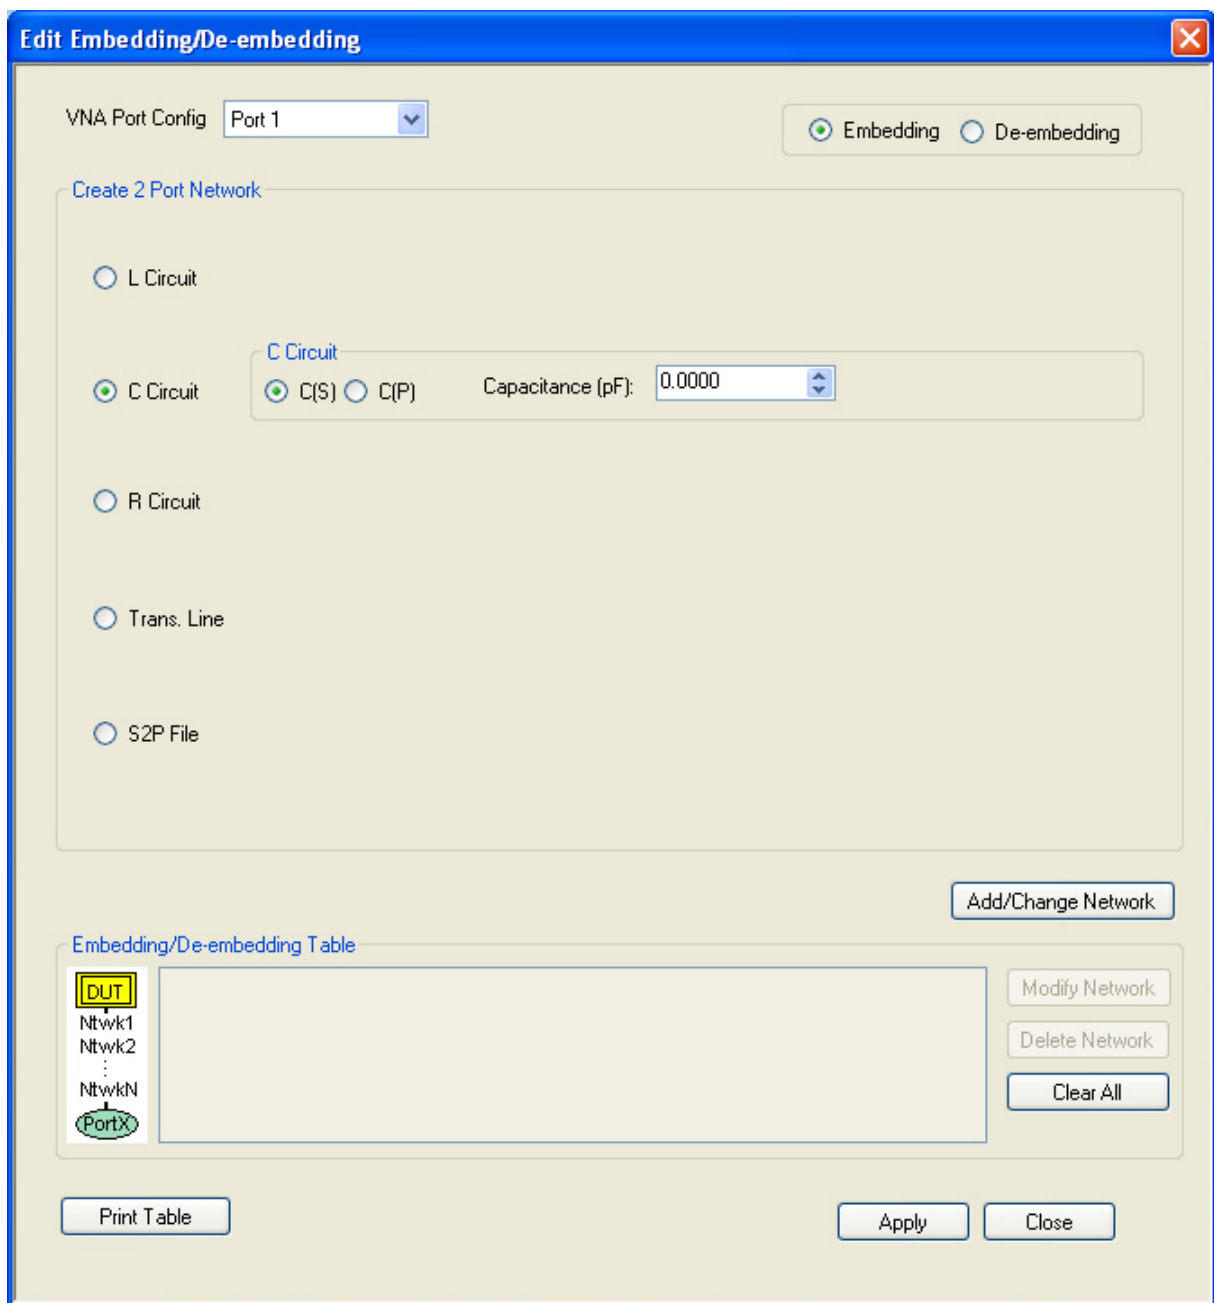 Edit Embedding/De-embedding
VNA Port Config Port 1
Embedding De-embedding
Create 2 Port Network
L Circuit
C Circuit
C Circuit C(S) C(P) Capacitance (pF): 0.0000
R Circuit
Trans. Line
S2P File
Add/Change Network
Embedding/De-embedding Table
DUT
Ntwk1
Ntwk2
⋮
NtwkN
PortX
Modify Network
Delete Network
Clear All
Print Table
Apply Close